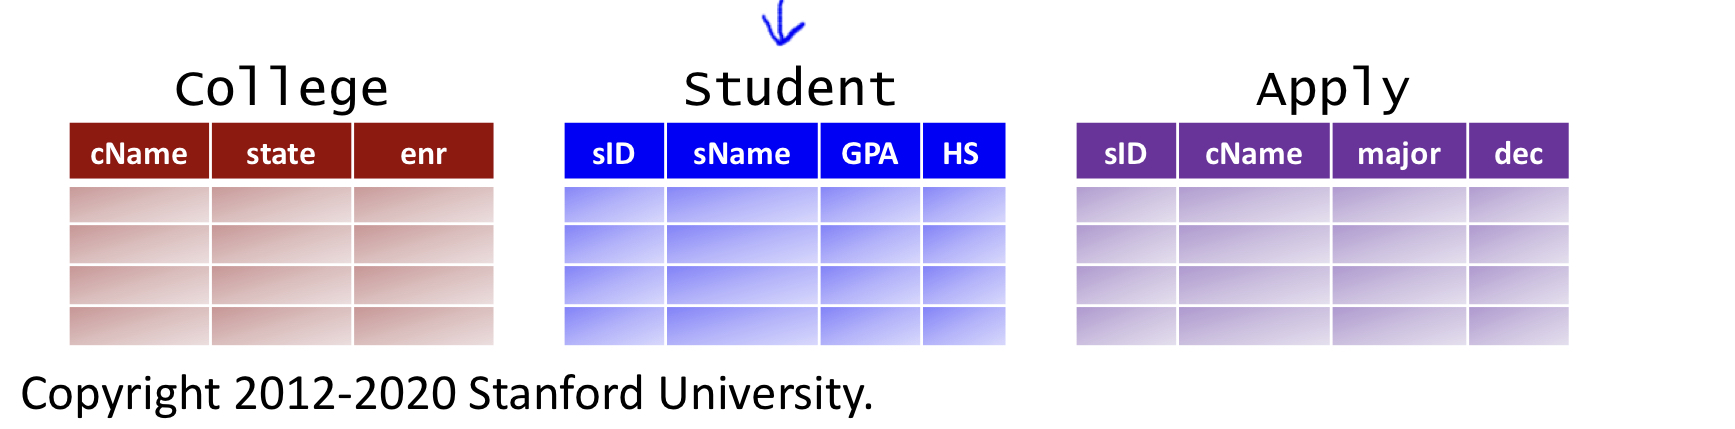 College Student Apply
cName state enr sID sName GPA HS sID cName major dec
Copyright 2012-2020 Stanford University.